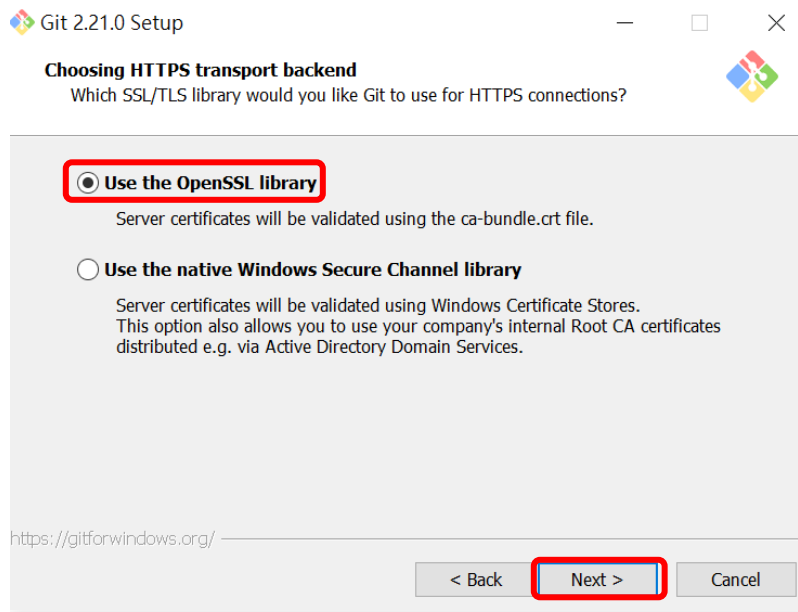 Git 2.21.0 Setup
Choosing HTTPS transport backend
Which SSL/TLS library would you like Git to use for HTTPS connections?
Use the OpenSSL library
Server certificates will be validated using the ca-bundle.crt file.
Use the native Windows Secure Channel library
Server certificates will be validated using Windows Certificate Stores.
This option also allows you to use your company's internal Root CA certificates
distributed e.g. via Active Directory Domain Services.
https://gitforwindows.org/
< Back Next > Cancel